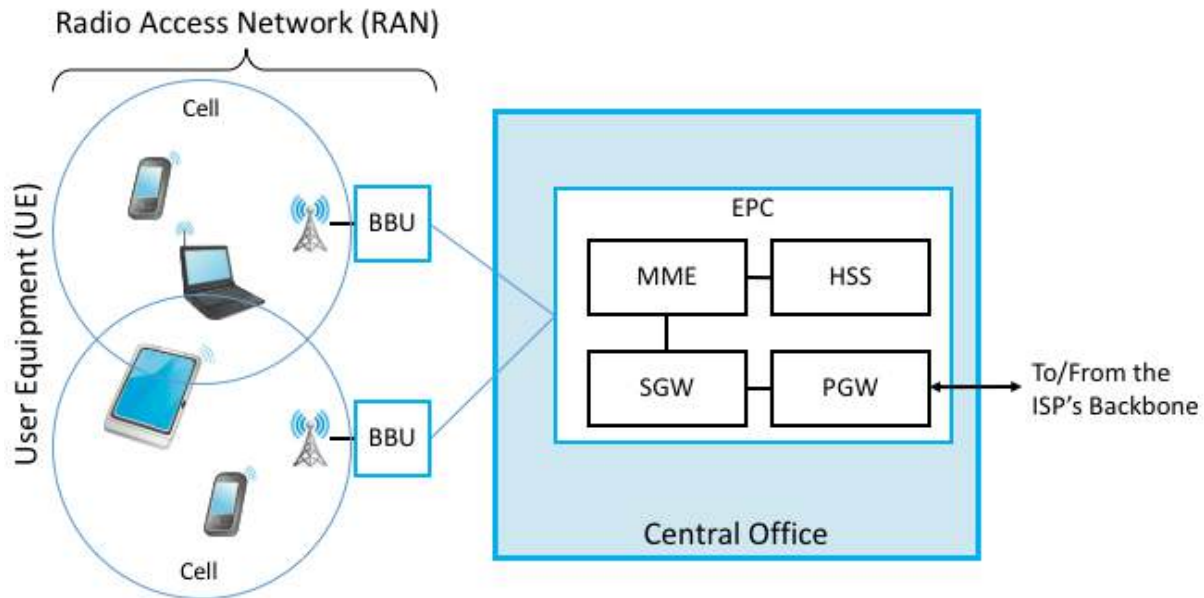 Radio Access Network (RAN)
User Equipment (UE)
Cell
BBU
EPC
MME
HSS
SGW
PGW
To/From the
ISP's Backbone
BBU
Cell
Central Office